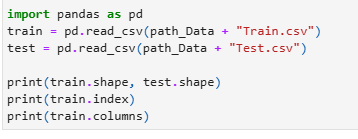 import pandas as pd
train = pd.read_csv(path_Data + "Train.csv")
test = pd.read_csv(path_Data + "Test.csv")
print(train.shape, test.shape)
print(train.index)
print(train.columns)